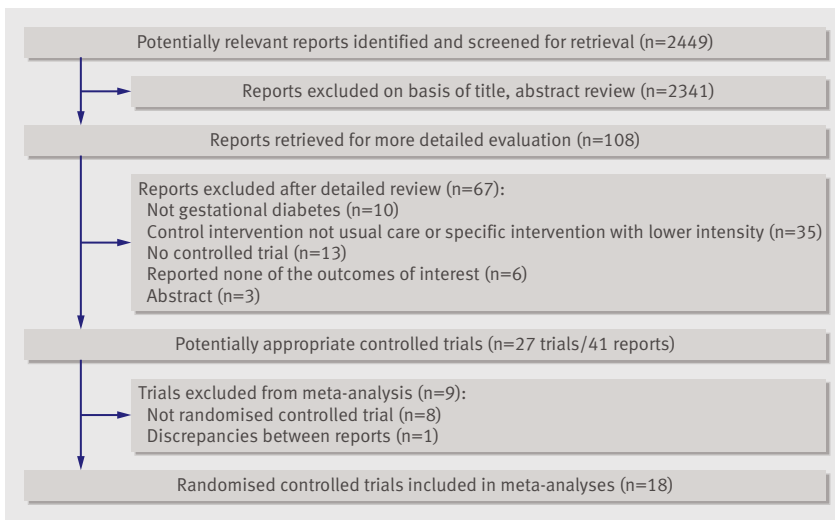 Potentially relevant reports identified and screened for retrieval (n=2449)
Reports excluded on basis of title, abstract review (n=2341)
Reports retrieved for more detailed evaluation (n=108)
Reports excluded after detailed review (n=67):
Not gestational diabetes (n=10)
Control intervention not usual care or specific intervention with lower intensity (n=35)
No controlled trial (n=13)
Reported none of the outcomes of interest (n=6)
Abstract (n=3)
Potentially appropriate controlled trials (n=27 trials/41 reports)
Trials excluded from meta-analysis (n=9):
Not randomised controlled trial (n=8)
Discrepancies between reports (n=1)
Randomised controlled trials included in meta-analyses (n=18)